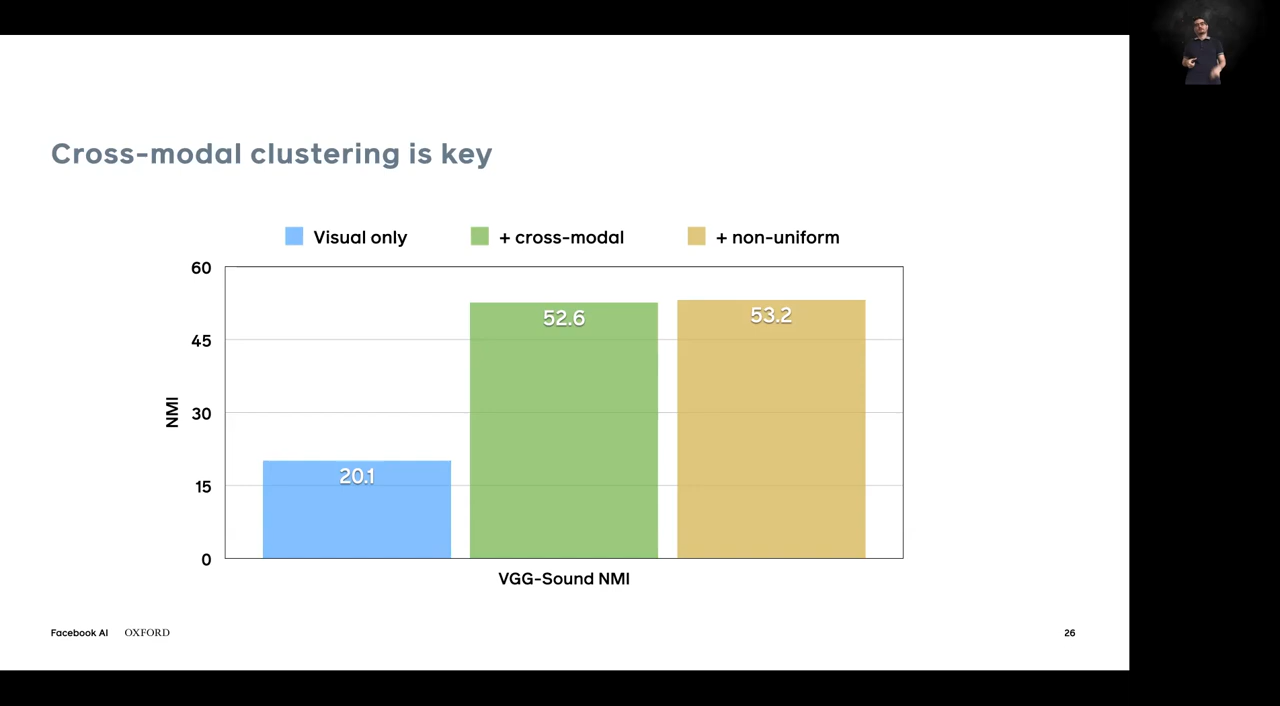 Cross-modal clustering is key
Visual only
+ cross-modal
+ non-uniform
60
45
30
15
0
NMI
20.1
52.6
53.2
VGG-Sound NMI
Facebook AI
OXFORD
26